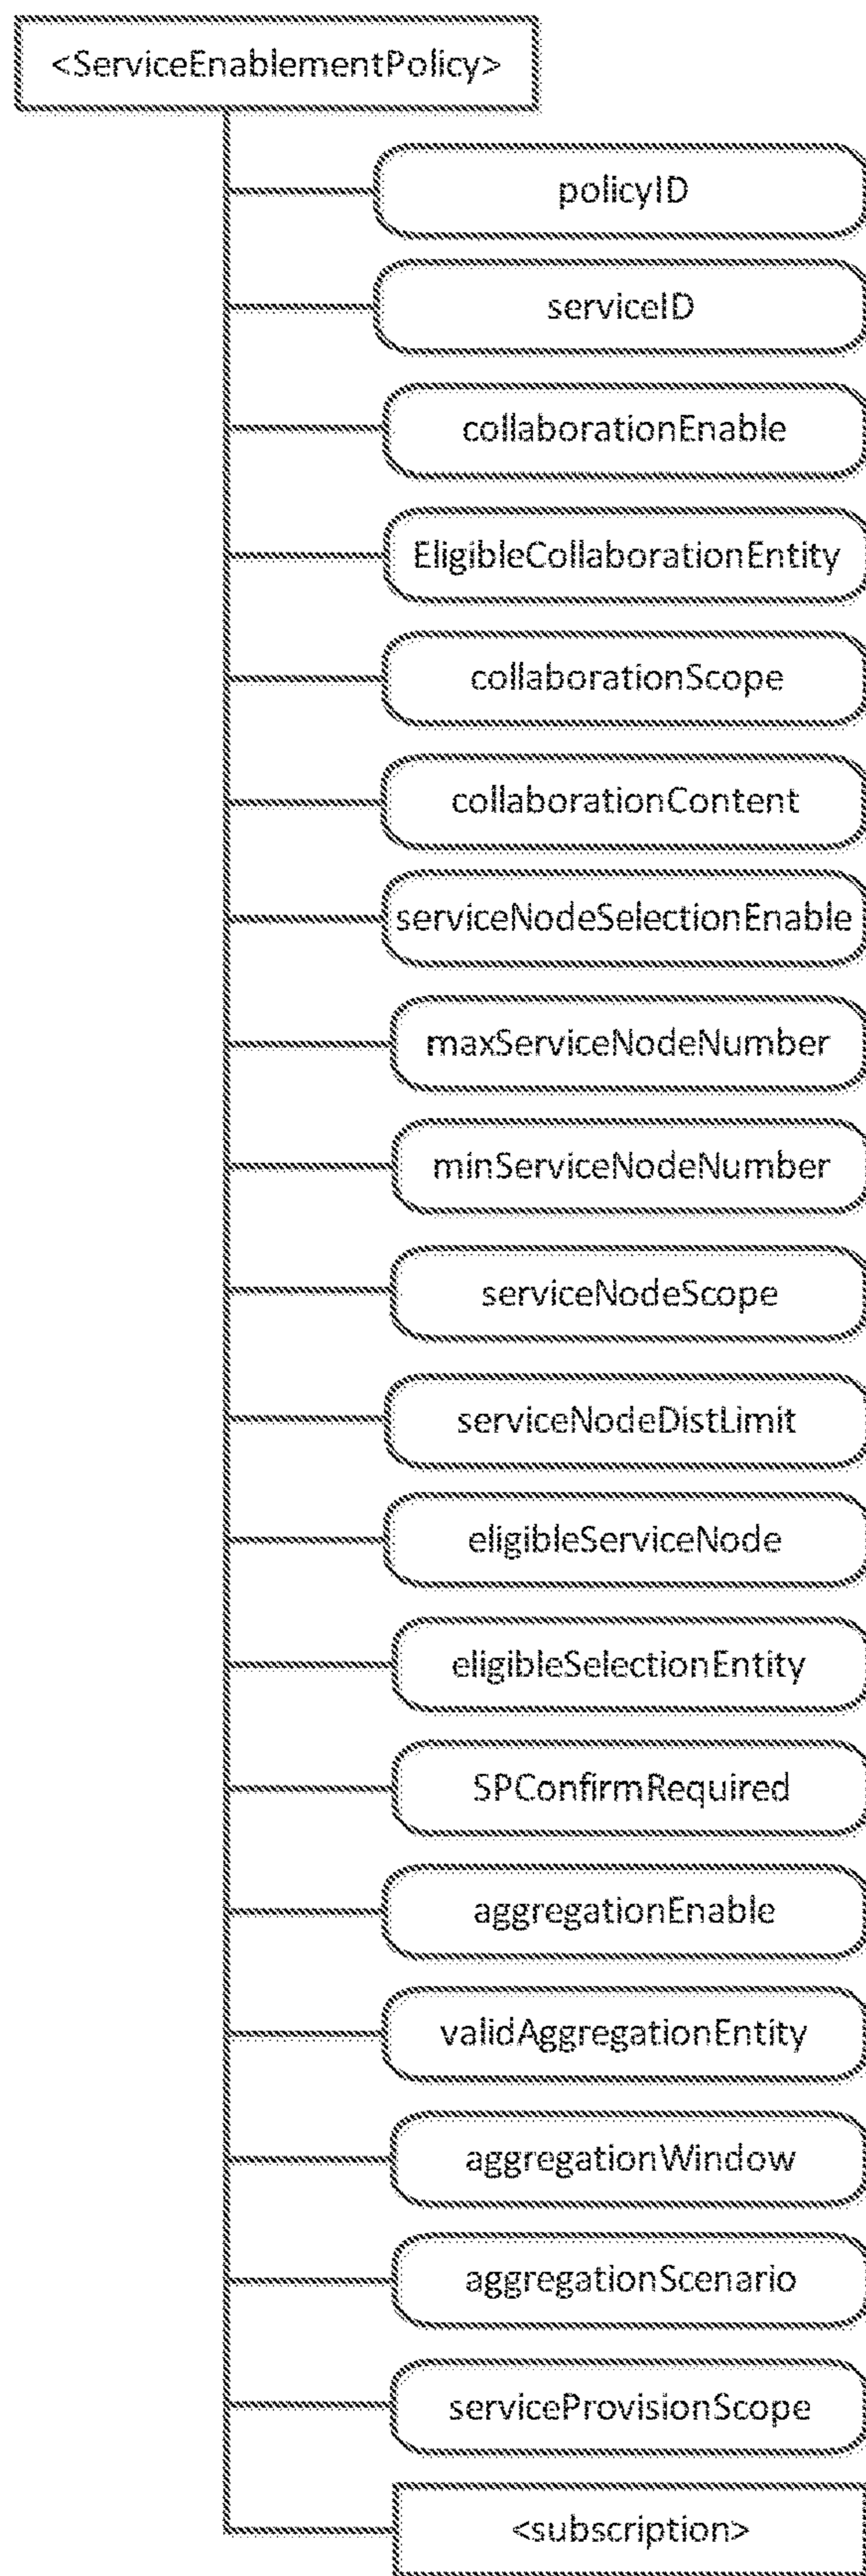 <ServiceEnablementPolicy>
policyID
serviceID
collaborationEnable
EligibleCollaborationEntity
collaborationScope
collaborationContent
serviceNodeSelectionEnable
maxServiceNodeNumber
minServiceNodeNumber
serviceNodeScope
serviceNodeDistLimit
eligibleServiceNode
eligibleSelectionEntity
SPConfirmRequired
aggregationEnable
validAggregationEntity
aggregationWindow
aggregationScenario
serviceProvisionScope
<subscription>